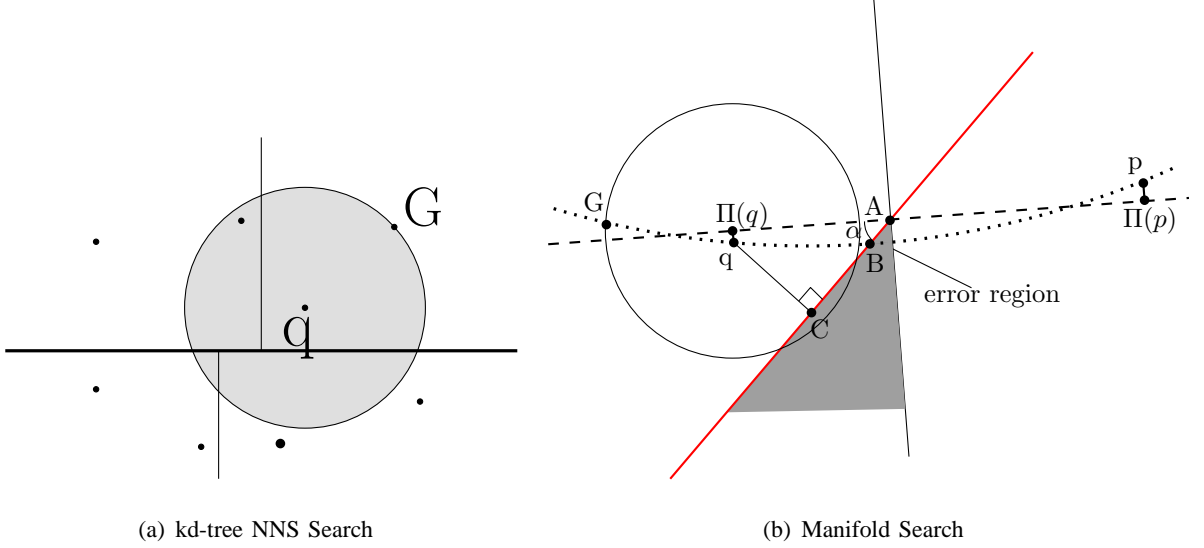 G
q
(a) kd-tree NNS Search
G
Π(q)
q
α
A
B
C
p
Π(p)
error region
(b) Manifold Search